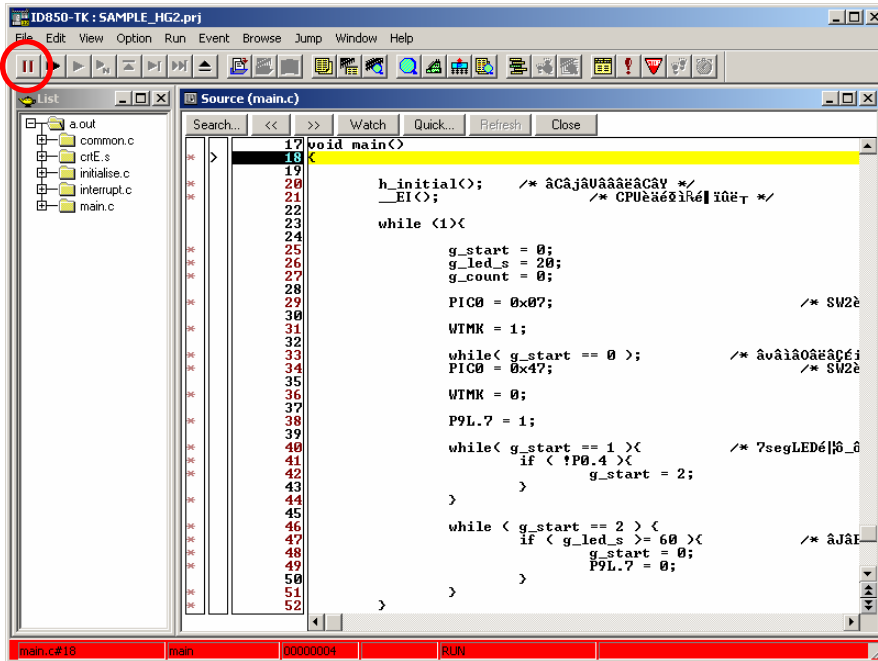 ID850-TK : SAMPLE_HG2.prj
File Edit View Option Run Event Browse Jump Window Help
List
a.out
common.c
crtE.s
initialise.c
interrupt.c
main.c
Source (main.c)
Search... << >> Watch Quick... Refresh Close
17 void main()
18 {
19
20 h_initial(); /* âCâjâUâââëâCâY */
21 __EI(); /* CPU */
22
23 while (1){
24
25 g_start = 0;
26 g_led_s = 20;
27 g_count = 0;
28
29 PIC0 = 0x07; /* SW2è
30
31 WTMK = 1;
32
33 while( g_start == 0 ); /*
34 PIC0 = 0x47; /* SW2è
35
36 WTMK = 0;
37
38 P9L.7 = 1;
39
40 while( g_start == 1 ){ /* 7segLED
41 if ( !P0.4 ){
42 g_start = 2;
43 }
44 }
45
46 while ( g_start == 2 ) {
47 if ( g_led_s >= 60 ){ /*
48 g_start = 0;
49 P9L.7 = 0;
50 }
51 }
52 }
main.c#18 main 00000004 RUN